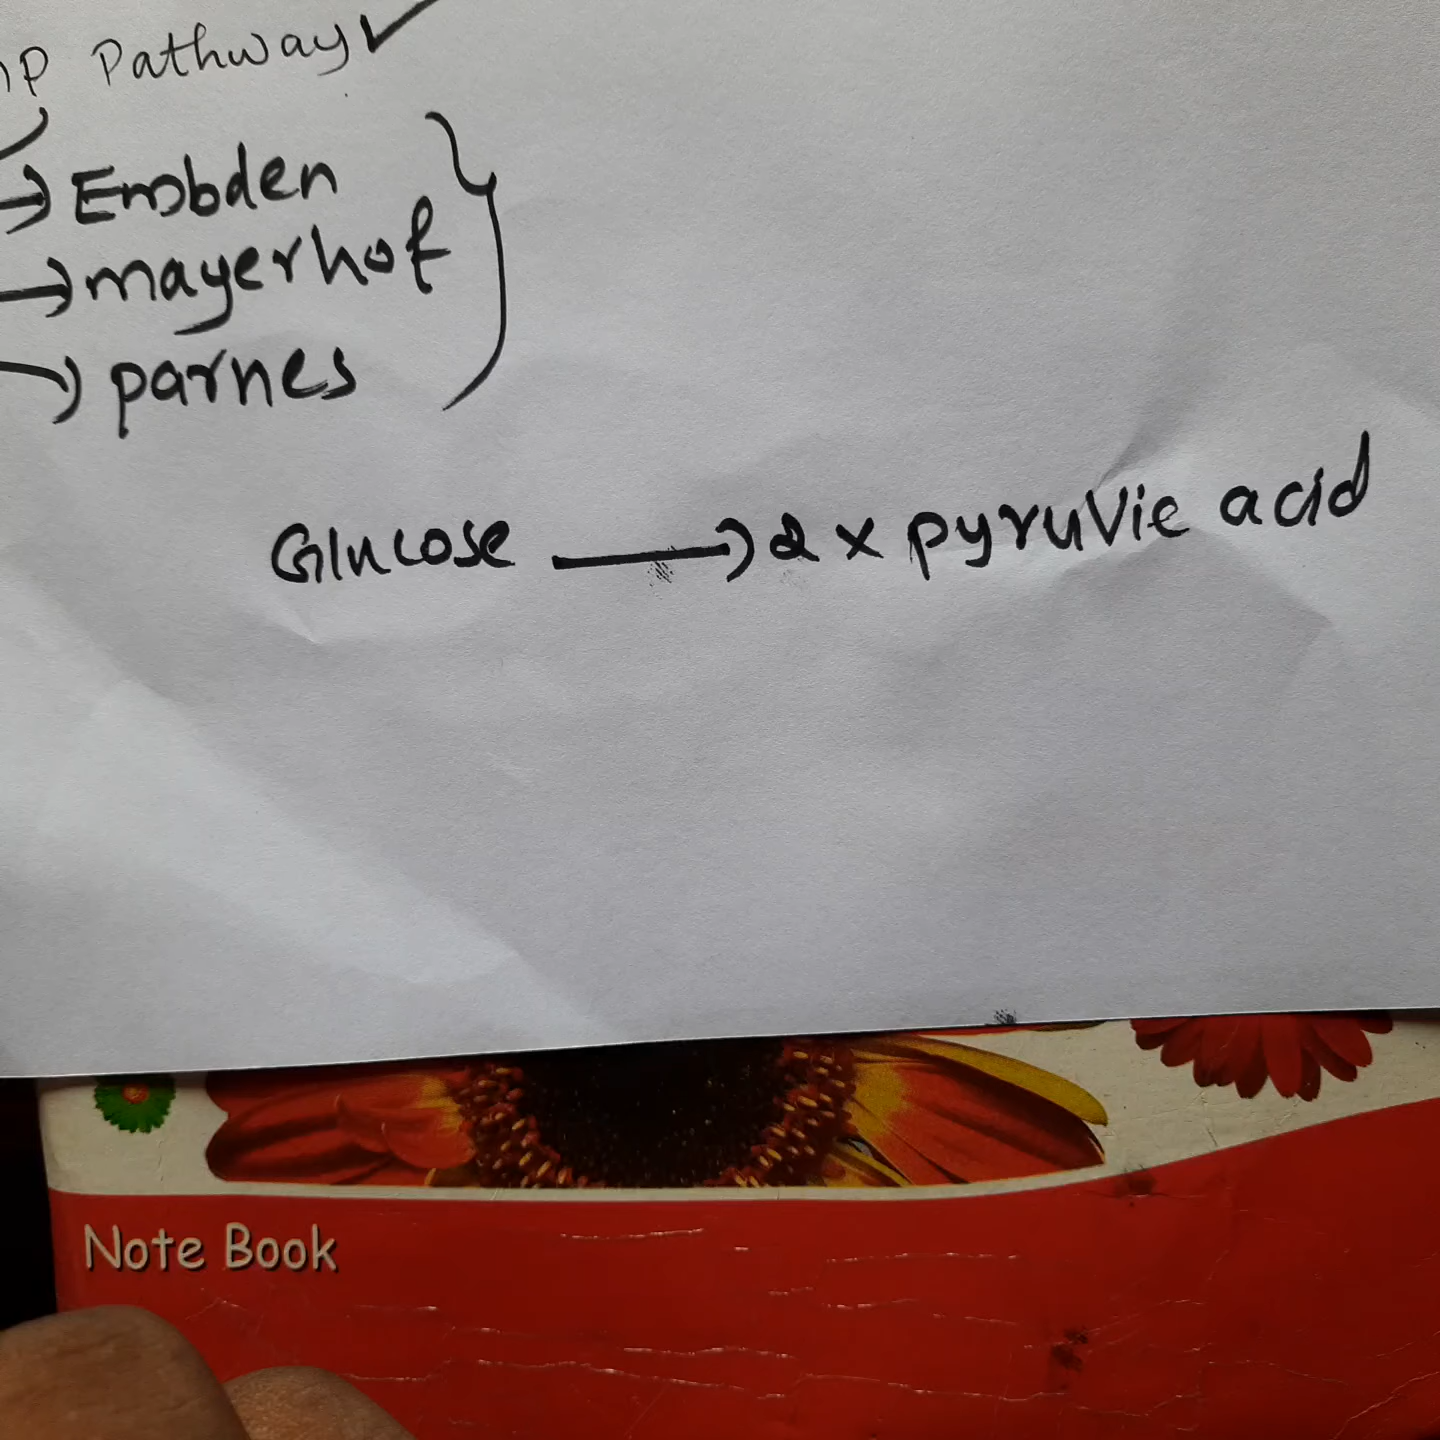 P Pathway
→ Embden
→ mayerhof
→ parnes
Glucose → 2 x pyruvic acid
Note Book